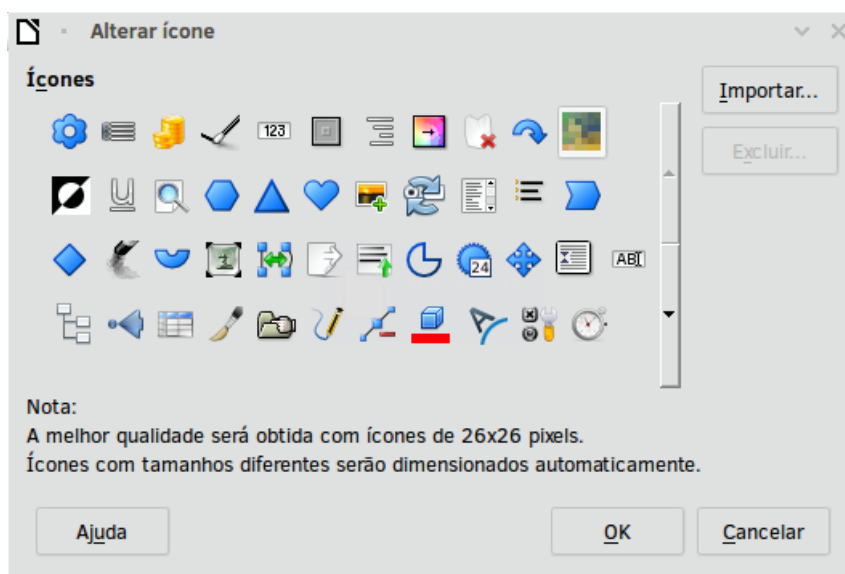 Alterar ícone
Ícones
Importar...
Excluir...
123
24
ABI
Nota:
A melhor qualidade será obtida com ícones de 26x26 pixels.
Ícones com tamanhos diferentes serão dimensionados automaticamente.
Ajuda
OK
Cancelar